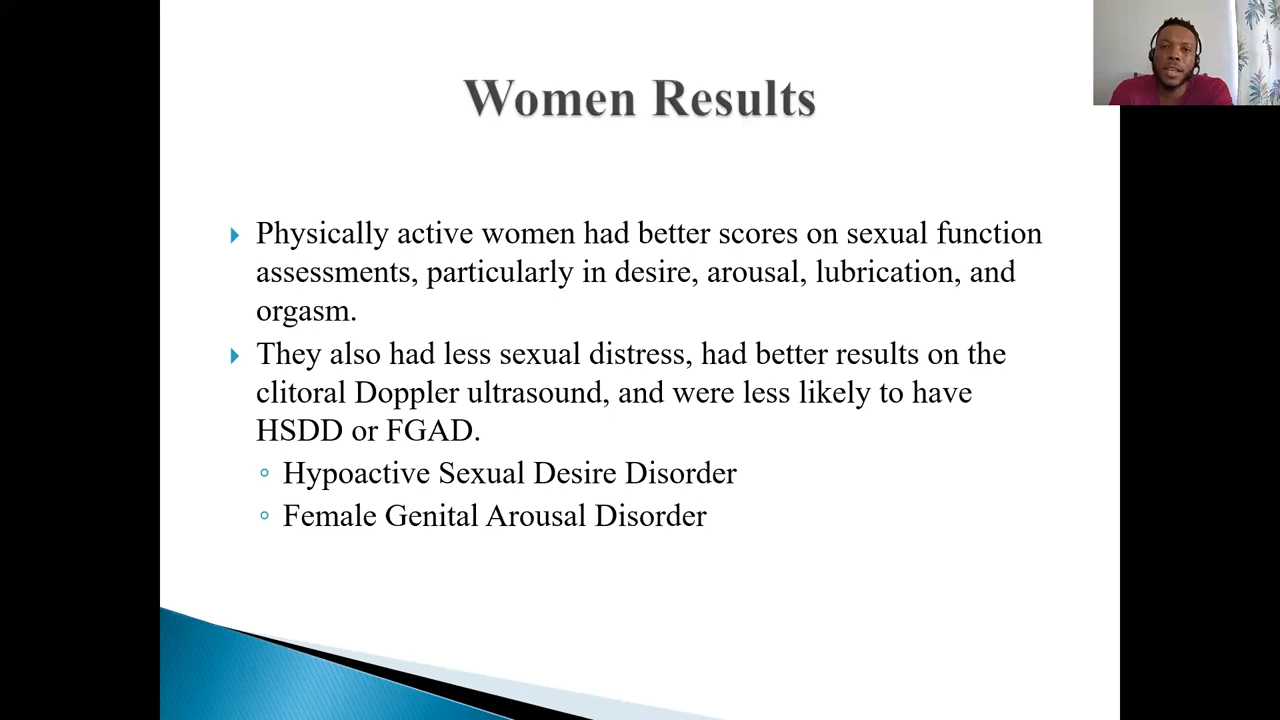 Women Results
Physically active women had better scores on sexual function
assessments, particularly in desire, arousal, lubrication, and
orgasm.
They also had less sexual distress, had better results on the
clitoral Doppler ultrasound, and were less likely to have
HSDD or FGAD.
Hypoactive Sexual Desire Disorder
Female Genital Arousal Disorder